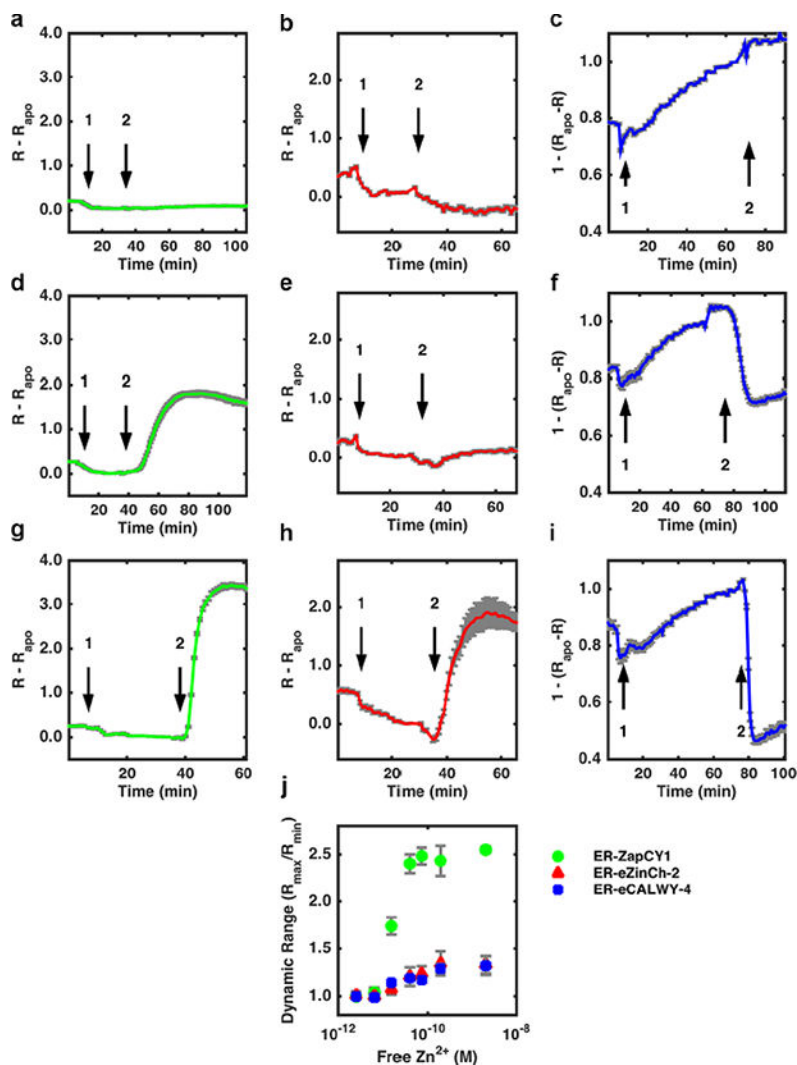 a
b
c
4.0
3.0
2.0
1.0
0.0
R - Rapo
1 2
20 40 60 80 100
Time (min)
2.0
1.0
0.0
R - Rapo
1 2
20 40 60
Time (min)
1.0
0.8
0.6
0.4
1 - (Rapo-R)
1 2
20 40 60 80
Time (min)
d
e
f
4.0
3.0
2.0
1.0
0.0
R - Rapo
1 2
20 40 60 80 100
Time (min)
2.0
1.0
0.0
R - Rapo
1 2
20 40 60
Time (min)
1.0
0.8
0.6
0.4
1 - (Rapo-R)
1 2
20 40 60 80 100
Time (min)
g
h
i
4.0
3.0
2.0
1.0
0.0
R - Rapo
1 2
20 40 60
Time (min)
2.0
1.0
0.0
R - Rapo
1 2
20 40 60
Time (min)
1.0
0.8
0.6
0.4
1 - (Rapo-R)
1 2
20 40 60 80 100
Time (min)
j
2.5
2.0
1.5
1.0
Dynamic Range (Rmax/Rmin)
10-12 10-10 10-8
Free Zn2+ (M)
ER-ZapCY1
ER-eZinCh-2
ER-eCALWY-4